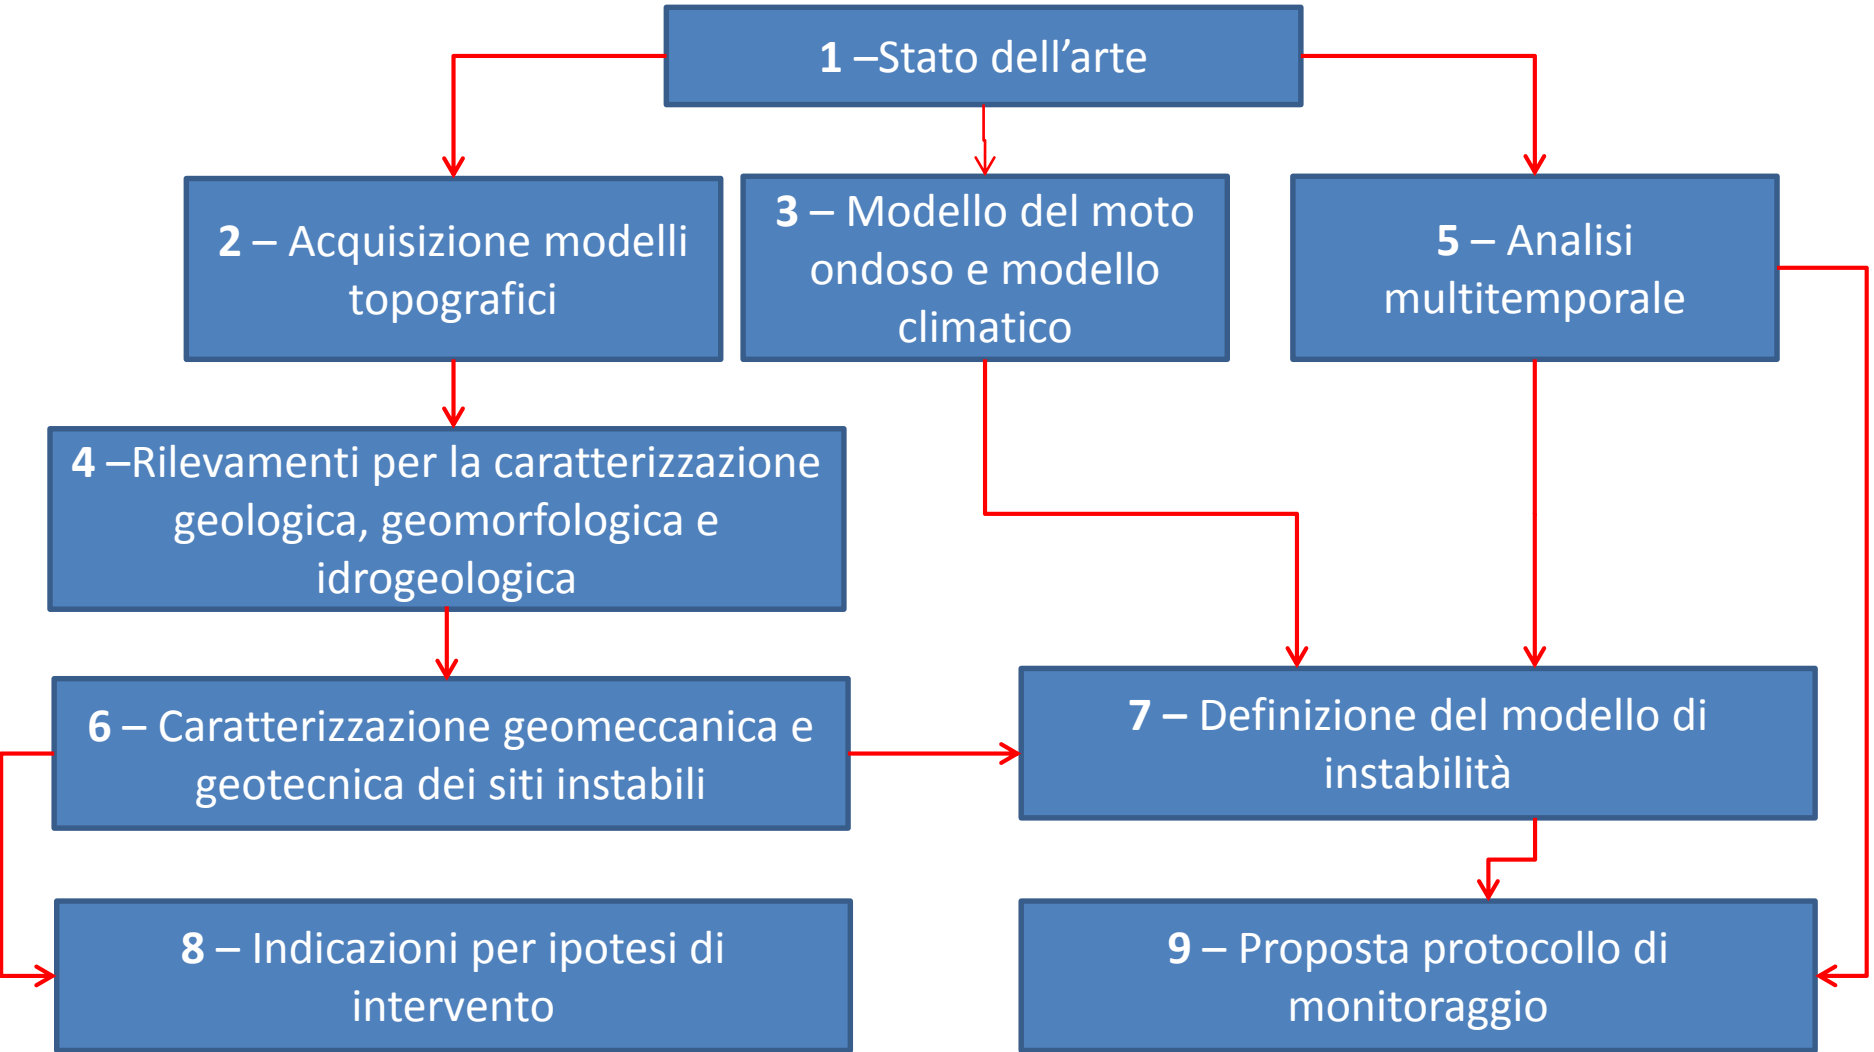 1 –Stato dell’arte
2 – Acquisizione modelli
topografici
3 – Modello del moto
ondoso e modello
climatico
5 – Analisi
multitemporale
4 –Rilevamenti per la caratterizzazione
geologica, geomorfologica e
idrogeologica
6 – Caratterizzazione geomeccanica e
geotecnica dei siti instabili
7 – Definizione del modello di
instabilità
8 – Indicazioni per ipotesi di
intervento
9 – Proposta protocollo di
monitoraggio